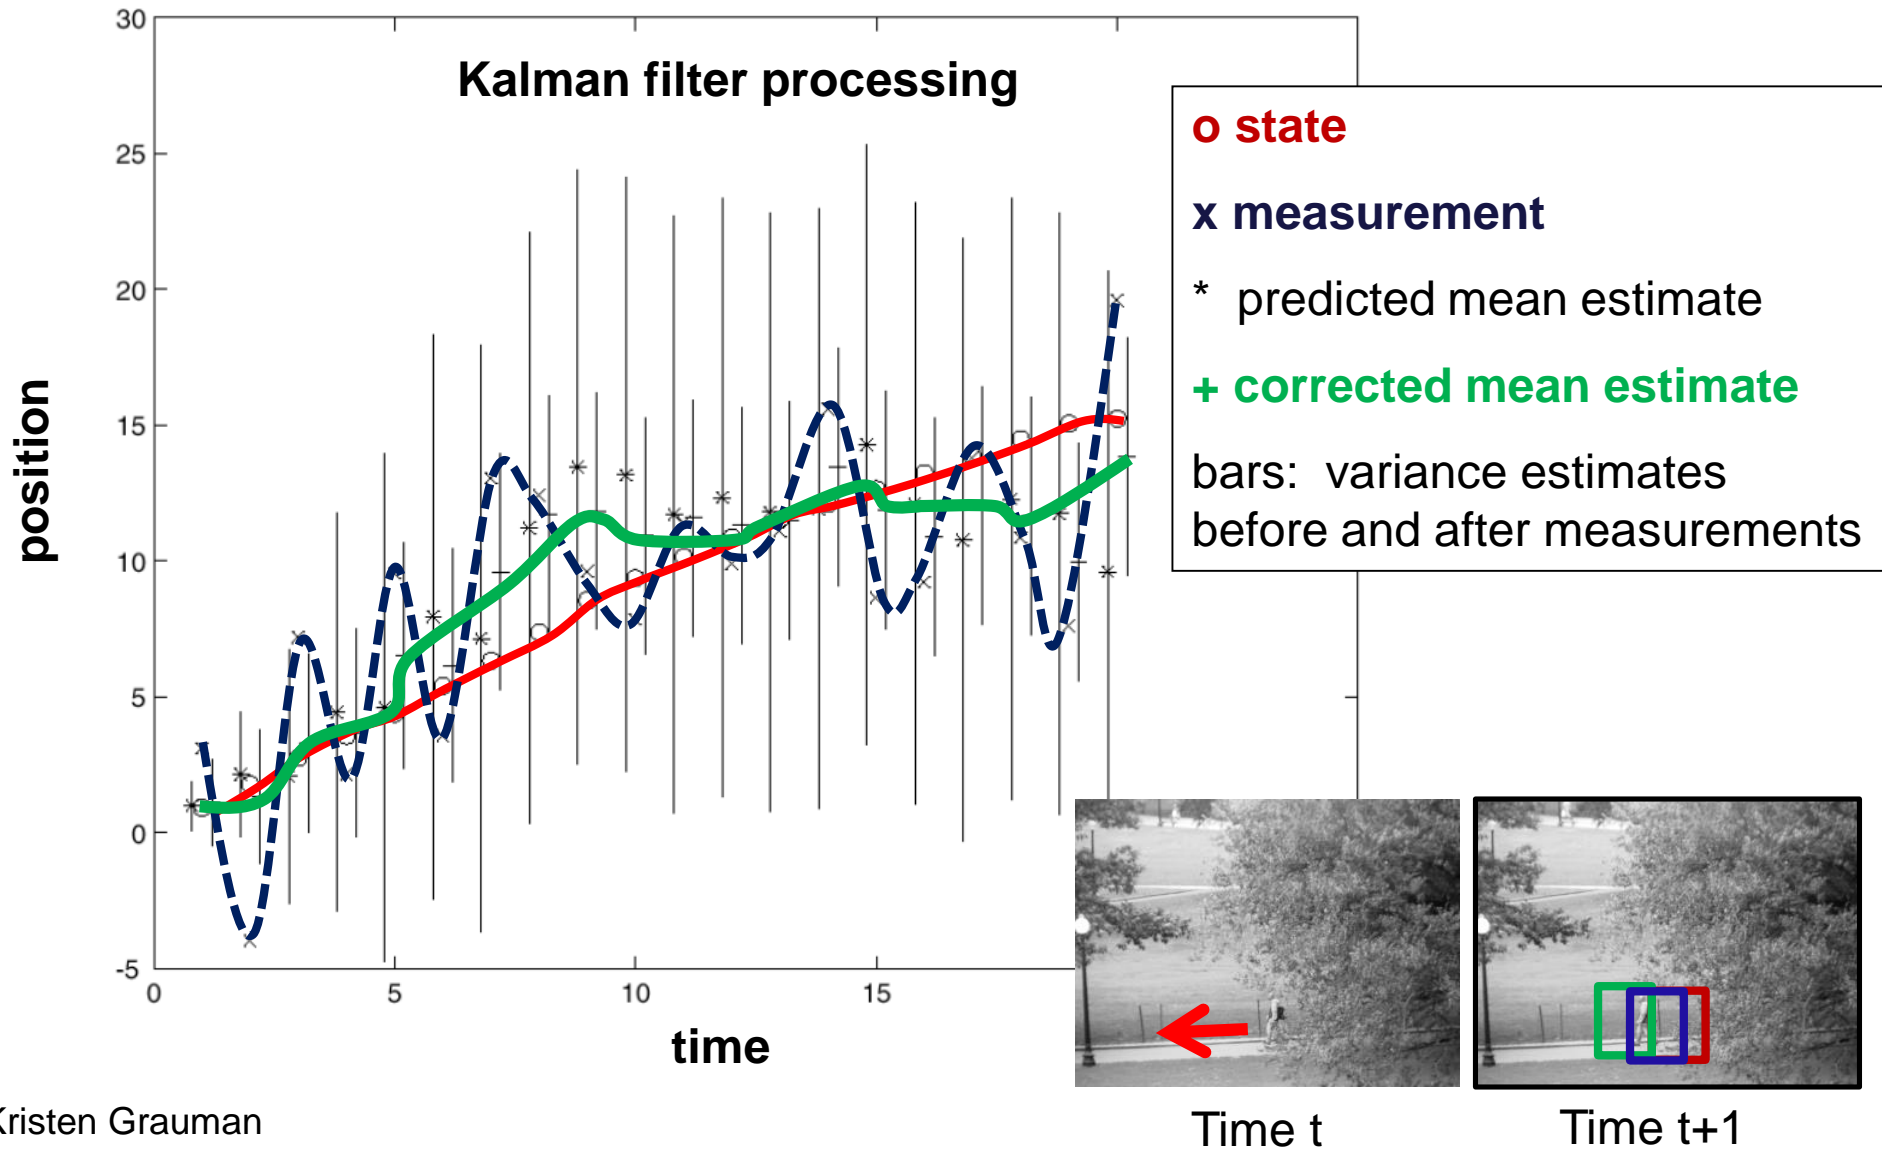 Kalman filter processing
30
25
20
15
10
5
0
-5
0
5
10
15
position
time
o state
x measurement
* predicted mean estimate
+ corrected mean estimate
bars: variance estimates
before and after measurements
Time t
Time t+1
Kristen Grauman